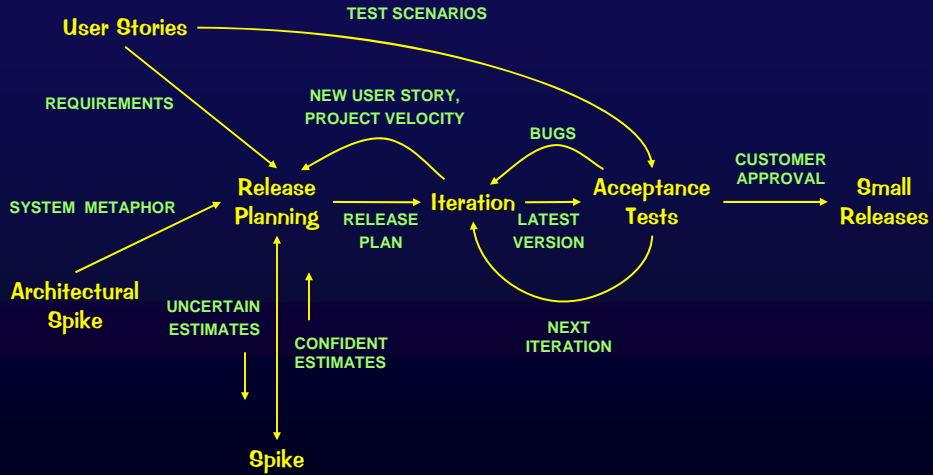 TEST SCENARIOS
User Stories
REQUIREMENTS
NEW USER STORY,
PROJECT VELOCITY
BUGS
CUSTOMER
APPROVAL
SYSTEM METAPHOR
Release
Planning
RELEASE
PLAN
Iteration
LATEST
VERSION
Acceptance
Tests
Small
Releases
Architectural
Spike
UNCERTAIN
ESTIMATES
CONFIDENT
ESTIMATES
NEXT
ITERATION
Spike